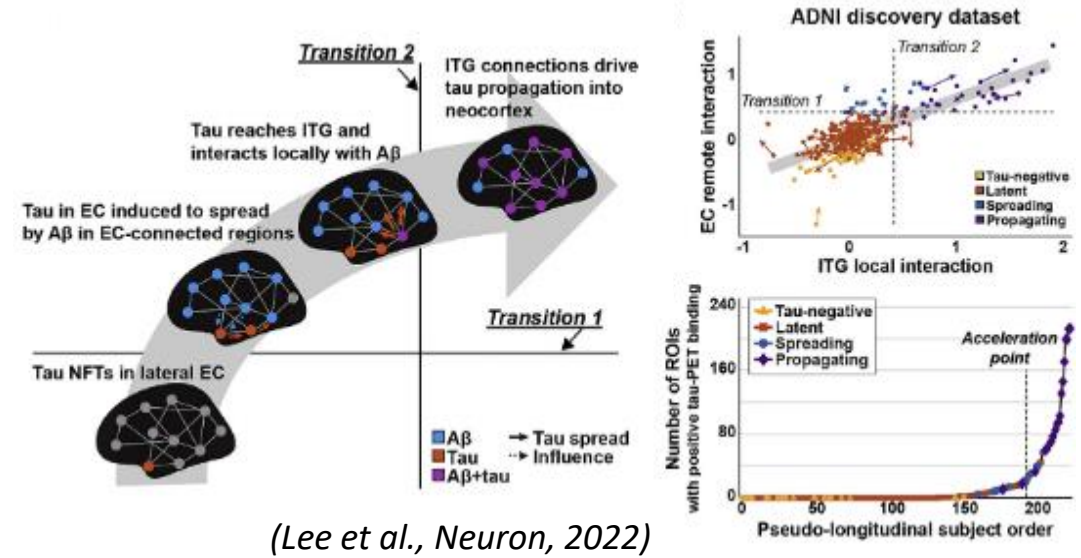 Transition 2
ITG connections drive
tau propagation into
neocortex
Tau reaches ITG and
interacts locally with Aβ
Tau in EC induced to spread
by Aβ in EC-connected regions
Transition 1
Tau NFTs in lateral EC
Aβ
Tau
Aβ+tau
Tau spread
Influence
ADNI discovery dataset
Transition 2
Transition 1
EC remote interaction
1
0
-1
Tau-negative
Latent
Spreading
Propagating
-1 0 1 2
ITG local interaction
Number of ROIs
with positive tau-PET binding
240
160
80
0
Tau-negative
Latent
Spreading
Propagating
Acceleration
point
0 50 100 150 200
Pseudo-longitudinal subject order
(Lee et al., Neuron, 2022)